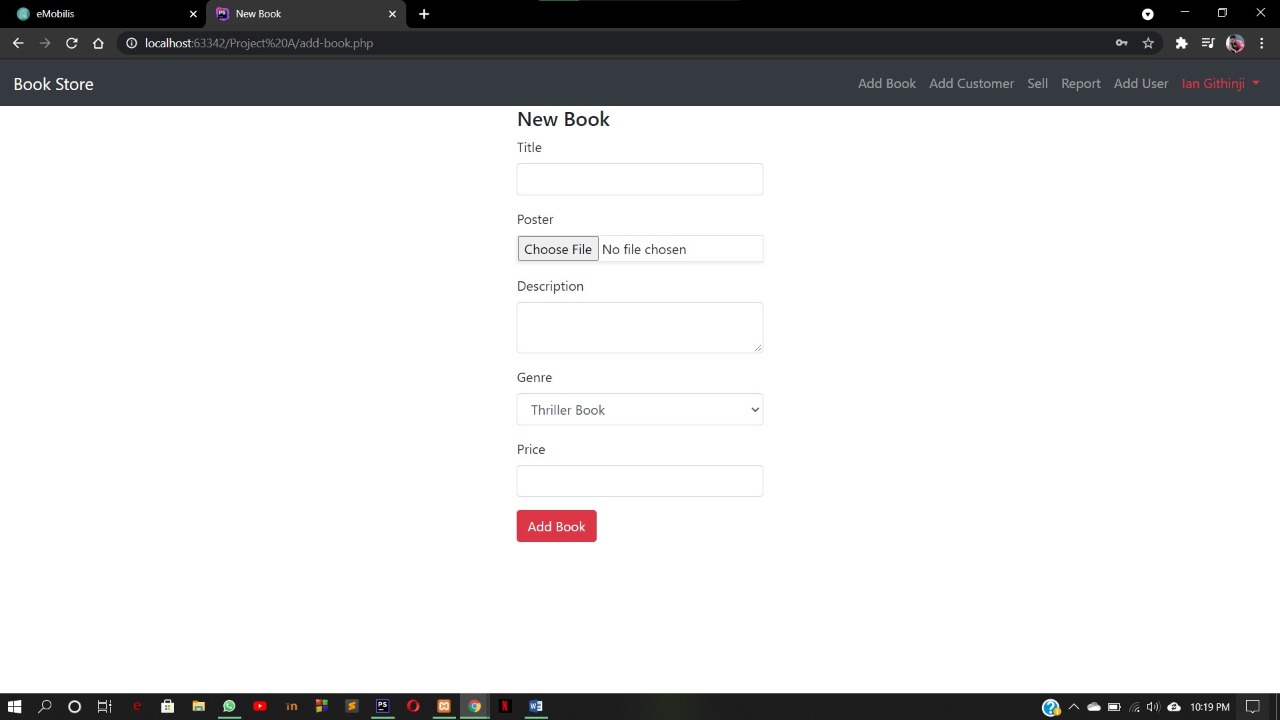 eMobilis
New Book
localhost:63342/Project%20A/add-book.php
Book Store
Add Book Add Customer Sell Report Add User Ian Githinji
New Book
Title
Poster
Choose File No file chosen
Description
Genre
Thriller Book
Price
Add Book
10:19 PM